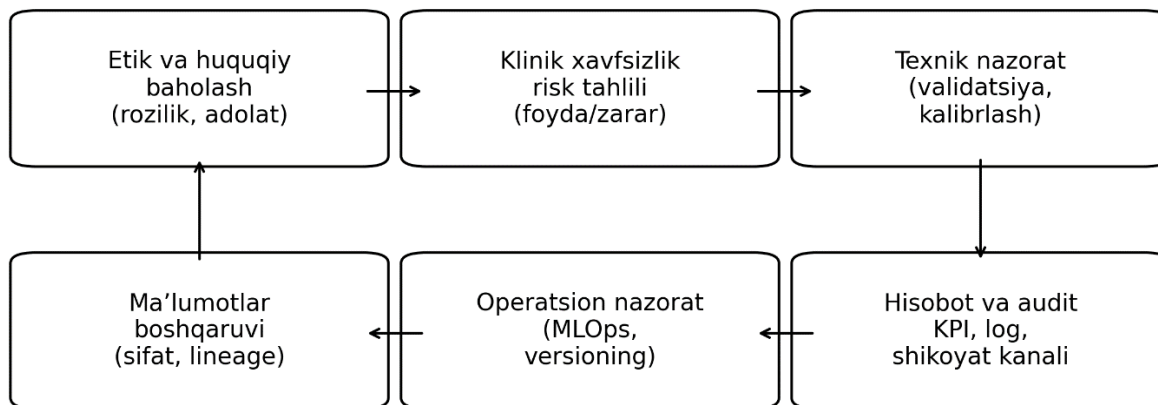 Etik va huquqiy
baholash
(rozilik, adolat)
Klinik xavfsizlik
risk tahlili
(foyda/zarar)
Texnik nazorat
(validatsiya,
kalibrlash)
Ma’lumotlar
boshqaruvi
(sifat, lineage)
Operatsion nazorat
(MLOps,
versioning)
Hisobot va audit
KPI, log,
shikoyat kanali